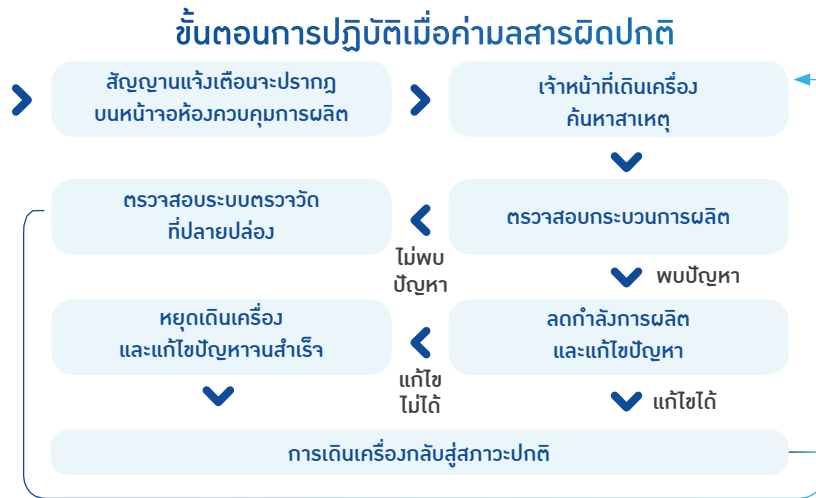 ขั้นตอนการปฏิบัติเมื่อค่ามลสารผิดปกติ
สัญญานแจ้งเตือนจะปรากฏ
บนหน้าจอห้องควบคุมการผลิต
เจ้าหน้าที่เดินเครื่อง
ค้นหาสาเหตุ
ตรวจสอบกระบวนการผลิต
ไม่พบ
ปัญหา
ตรวจสอบระบบตรวจวัด
ที่ปลายปล่อง
พบปัญหา
ลดกำลังการผลิต
และแก้ไขปัญหา
แก้ไข
ไม่ได้
หยุดเดินเครื่อง
และแก้ไขปัญหาจนสำเร็จ
แก้ไขได้
การเดินเครื่องกลับสู่สภาวะปกติ